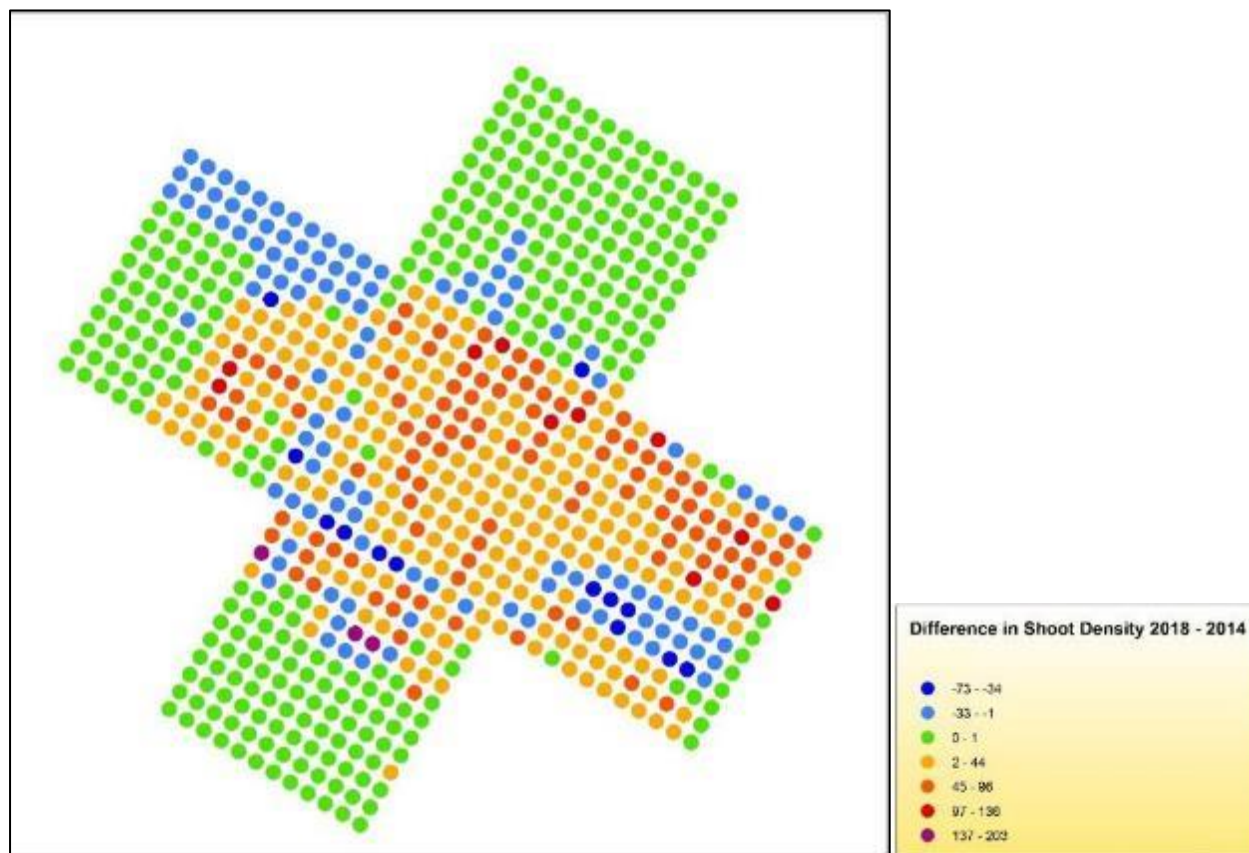 Difference in Shoot Density 2018 - 2014
-73 - -34
-33 - -1
0 - 1
2 - 44
45 - 96
97 - 136
137 - 203